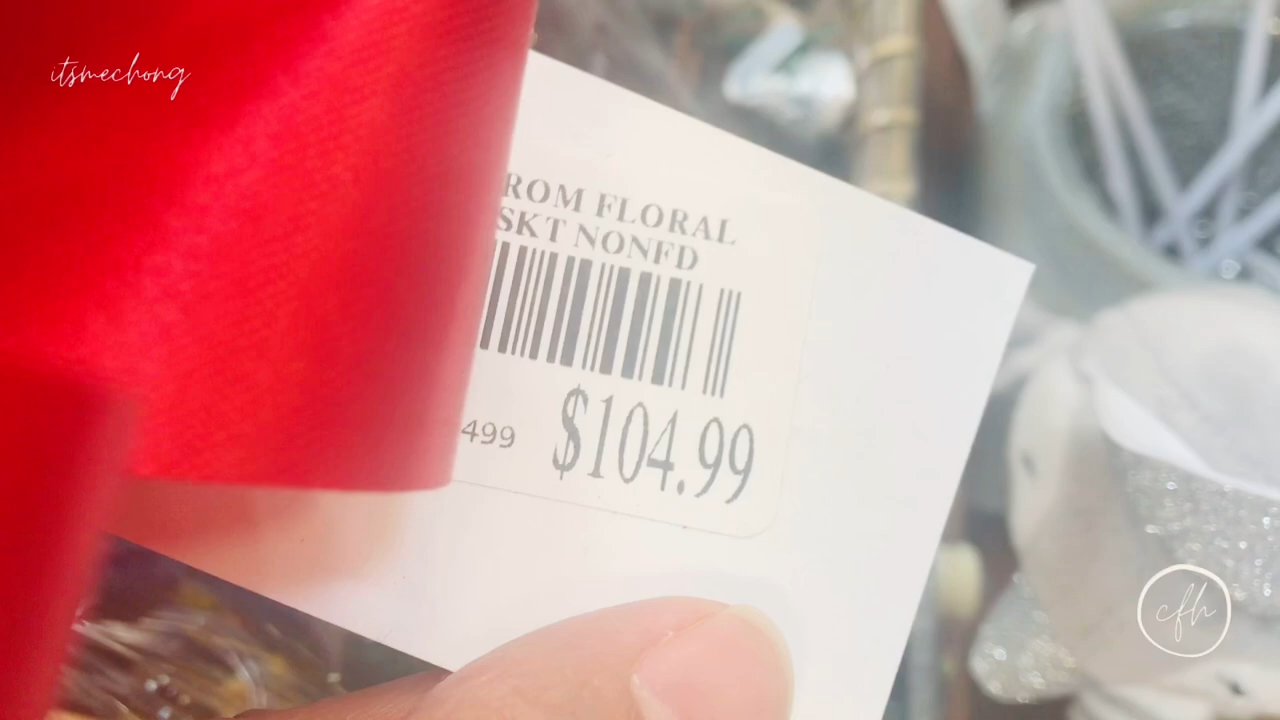 itsmechong
ROM FLORAL
SKT NONFD
499 $104.99
cfh